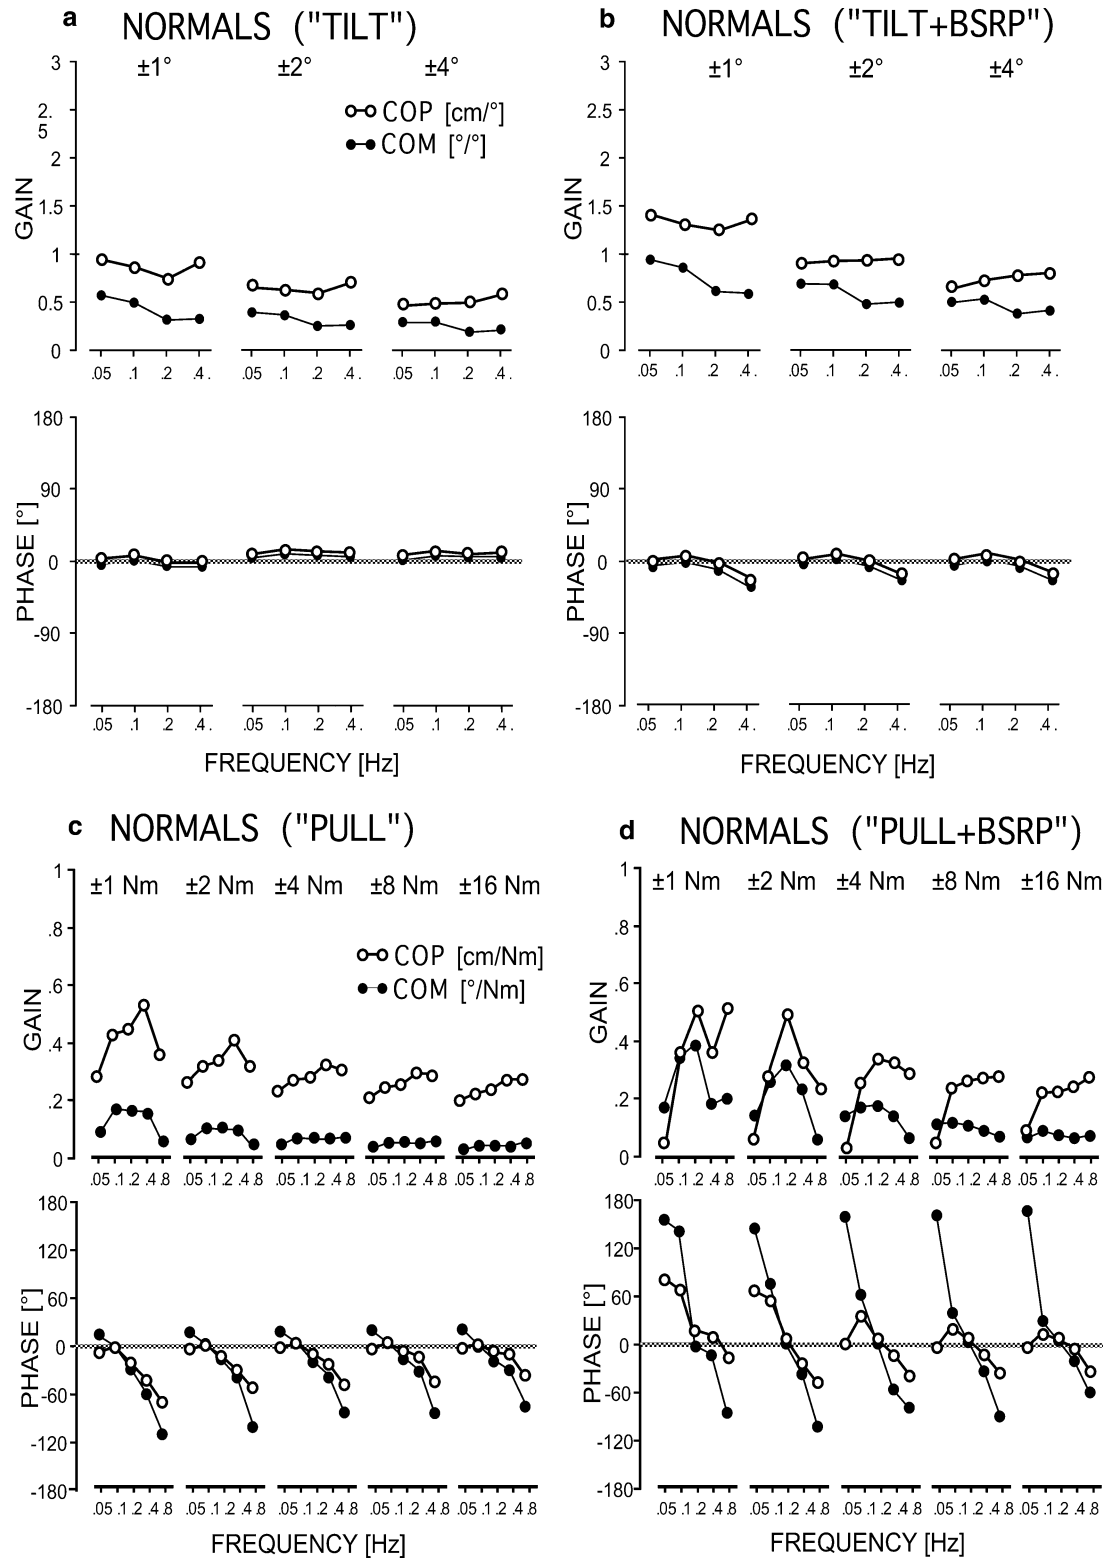 a NORMALS ("TILT")
±1° ±2° ±4°
3
2.
5
2
1.5
1
0.5
0
GAIN
COP [cm/°]
COM [°/°]
.05 .1 .2 .4 . .05 .1 .2 .4 . .05 .1 .2 .4 .
180
90
0
-90
-180
PHASE [°]
.05 .1 .2 .4 . .05 .1 .2 .4 . .05 .1 .2 .4 .
FREQUENCY [Hz]
b NORMALS ("TILT+BSRP")
±1° ±2° ±4°
3
2.5
2
1.5
1
0.5
0
GAIN
.05 .1 .2 .4 . .05 .1 .2 .4 . .05 .1 .2 .4 .
180
90
0
-90
-180
PHASE [°]
.05 .1 .2 .4 . .05 .1 .2 .4 . .05 .1 .2 .4 .
FREQUENCY [Hz]
c NORMALS ("PULL")
±1 Nm ±2 Nm ±4 Nm ±8 Nm ±16 Nm
1
.8
.6
.4
.2
0
GAIN
COP [cm/Nm]
COM [°/Nm]
.05 .1 .2 .4 .8 .05 .1 .2 .4 .8 .05 .1 .2 .4 .8 .05 .1 .2 .4 .8 .05 .1 .2 .4 .8
180
120
60
0
-60
-120
-180
PHASE [°]
.05 .1 .2 .4 .8 .05 .1 .2 .4 .8 .05 .1 .2 .4 .8 .05 .1 .2 .4 .8 .05 .1 .2 .4 .8
FREQUENCY [Hz]
d NORMALS ("PULL+BSRP")
±1 Nm ±2 Nm ±4 Nm ±8 Nm ±16 Nm
1
.8
.6
.4
.2
0
GAIN
.05 .1 .2 .4 .8 .05 .1 .2 .4 .8 .05 .1 .2 .4 .8 .05 .1 .2 .4 .8 .05 .1 .2 .4 .8
180
120
60
0
-60
-120
-180
PHASE [°]
.05 .1 .2 .4 .8 .05 .1 .2 .4 .8 .05 .1 .2 .4 .8 .05 .1 .2 .4 .8 .05 .1 .2 .4 .8
FREQUENCY [Hz]